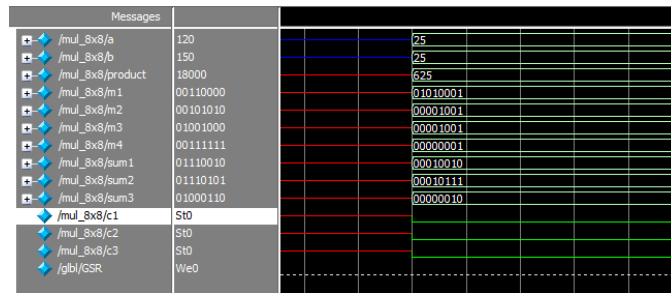 Messages
/mul_8x8/a 120 25
/mul_8x8/b 150 25
/mul_8x8/product 18000 625
/mul_8x8/m1 00110000 01010001
/mul_8x8/m2 00101010 00001001
/mul_8x8/m3 01001000 00001001
/mul_8x8/m4 00111111 00000001
/mul_8x8/sum1 01110010 00010010
/mul_8x8/sum2 01110101 00010111
/mul_8x8/sum3 01000110 00000010
/mul_8x8/c1 St0
/mul_8x8/c2 St0
/mul_8x8/c3 St0
/glbl/GSR We0